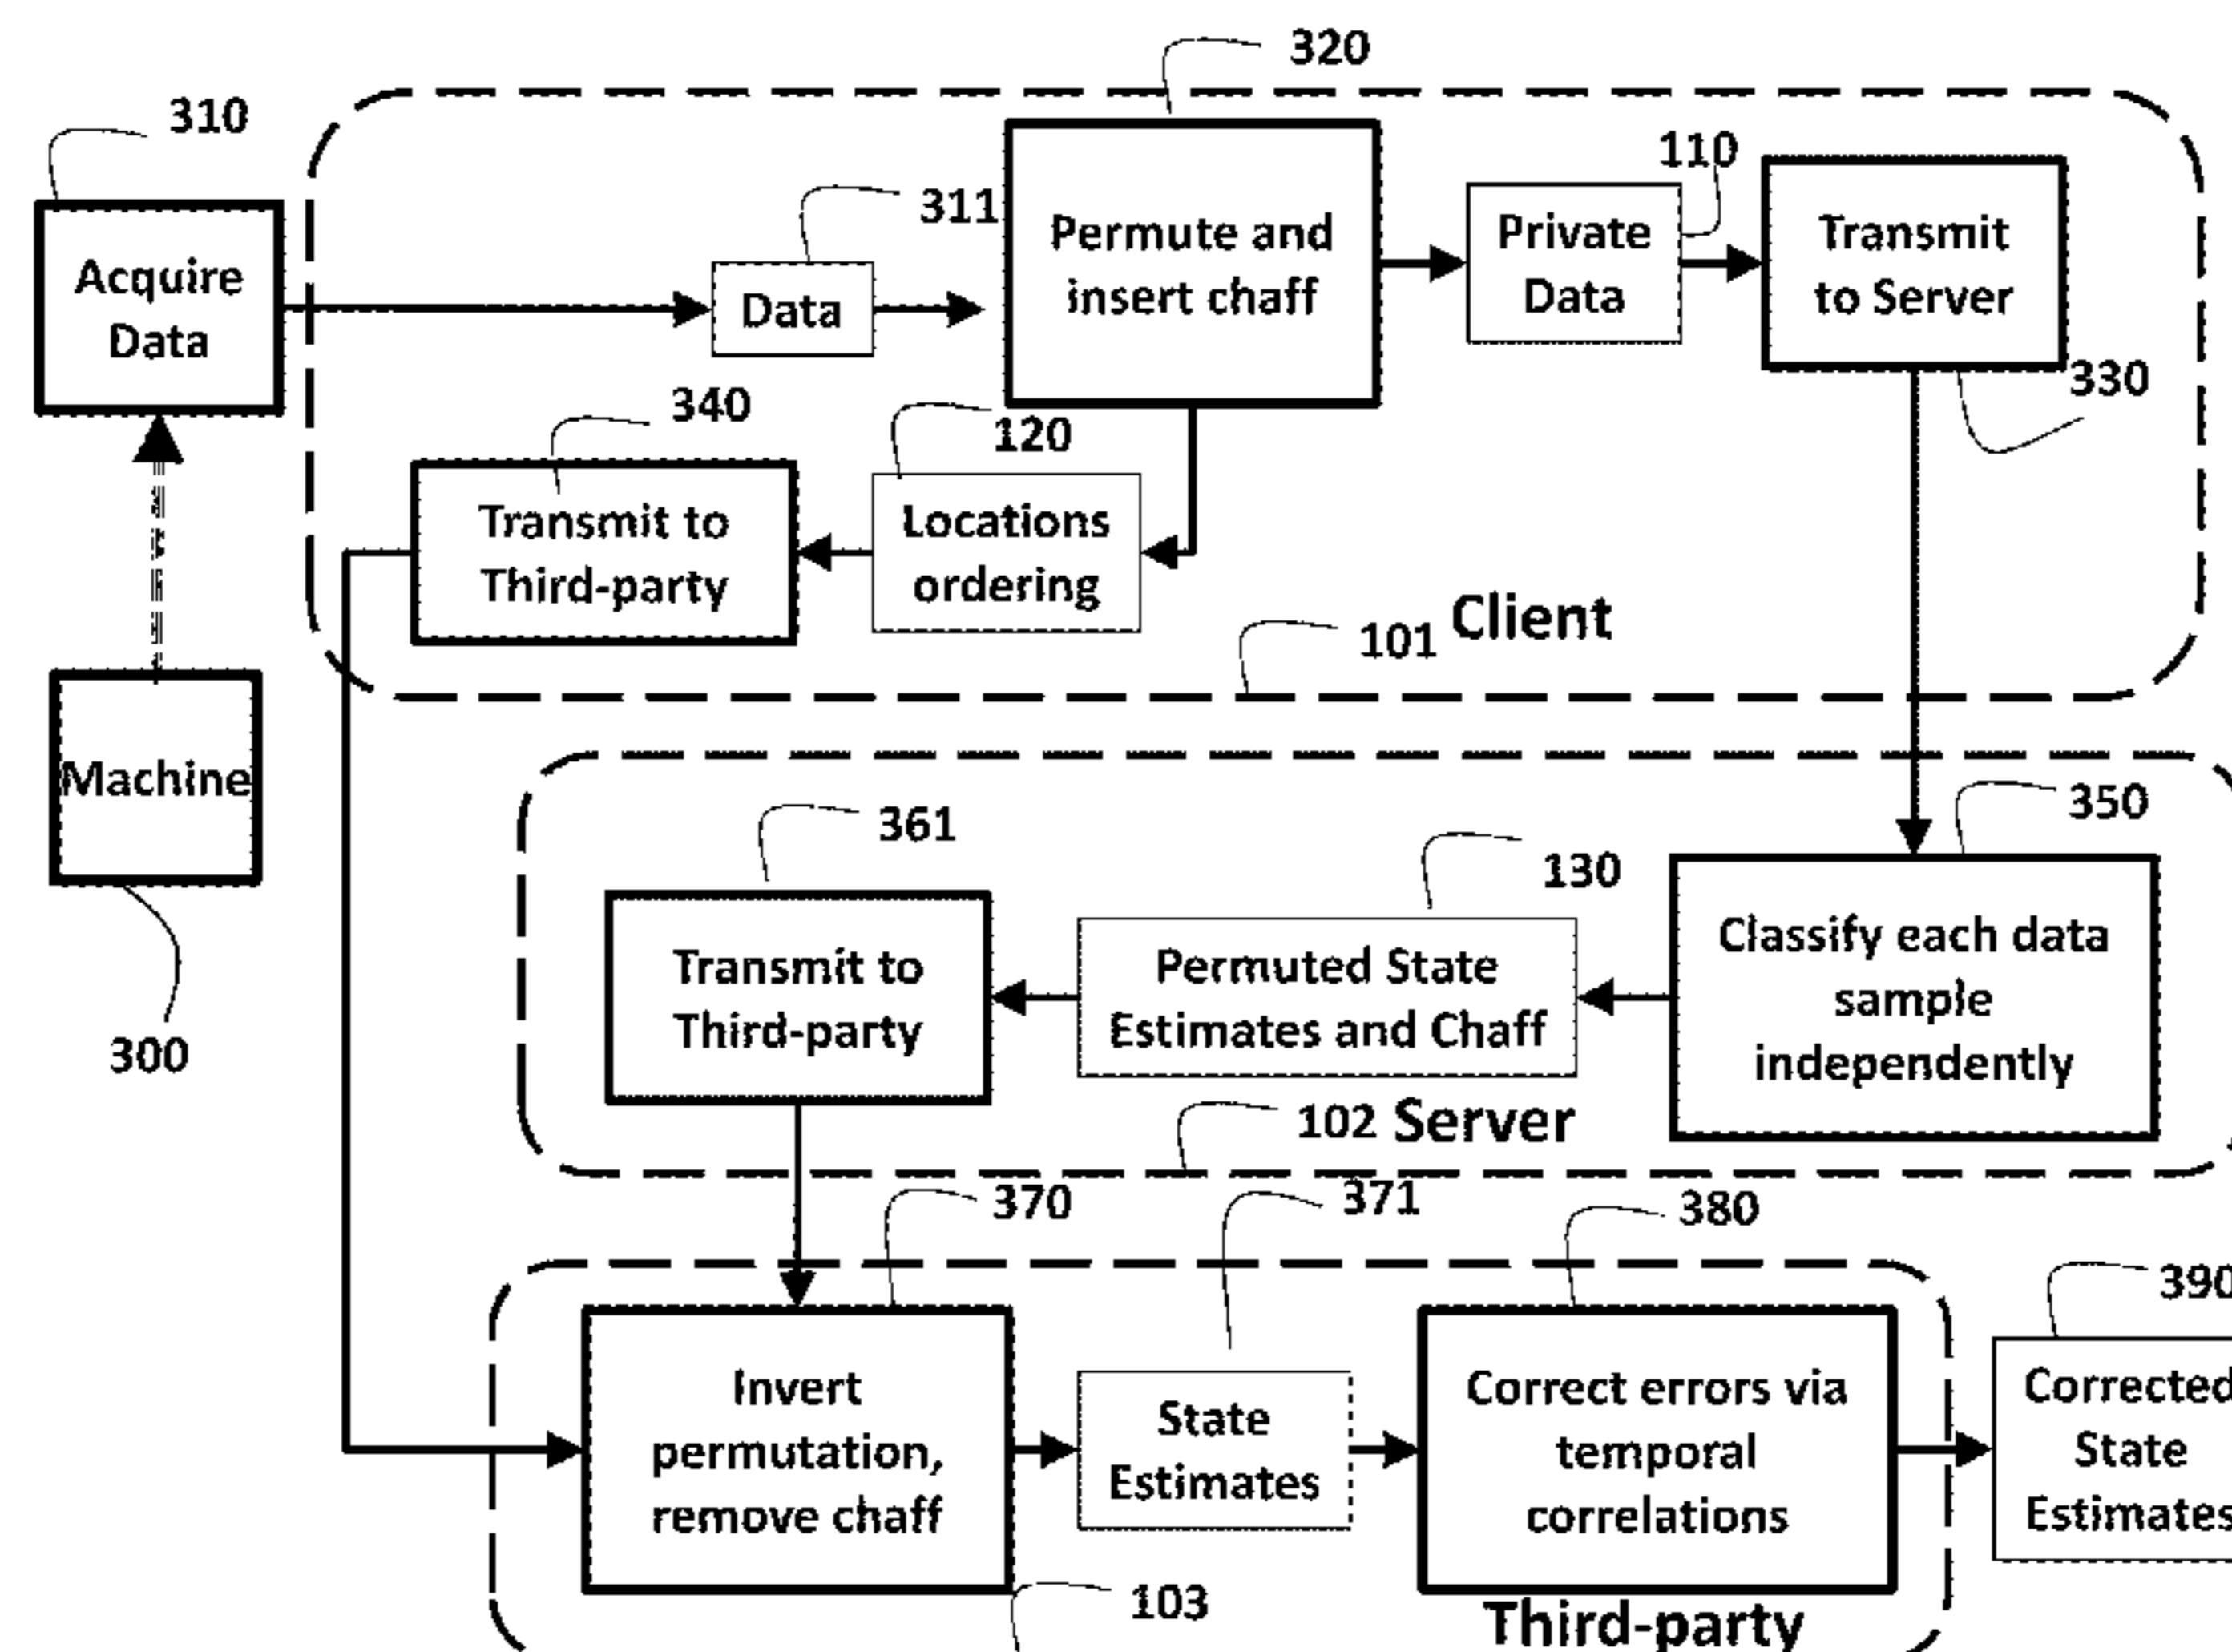 320
310
110
311
Permute and
insert chaff
Private
Data
Transmit
to Server
Acquire
Data
Data
330
340
120
Transmit to
Third-party
Locations
ordering
101 Client
Machine
350
361
130
Classify each data
sample
independently
Transmit to
Third-party
Permuted State
Estimates and Chaff
300
102 Server
370
371
380
390
Invert
permutation,
remove chaff
State
Estimates
Correct errors via
temporal
correlations
Corrected
State
Estimates
103
Third-party